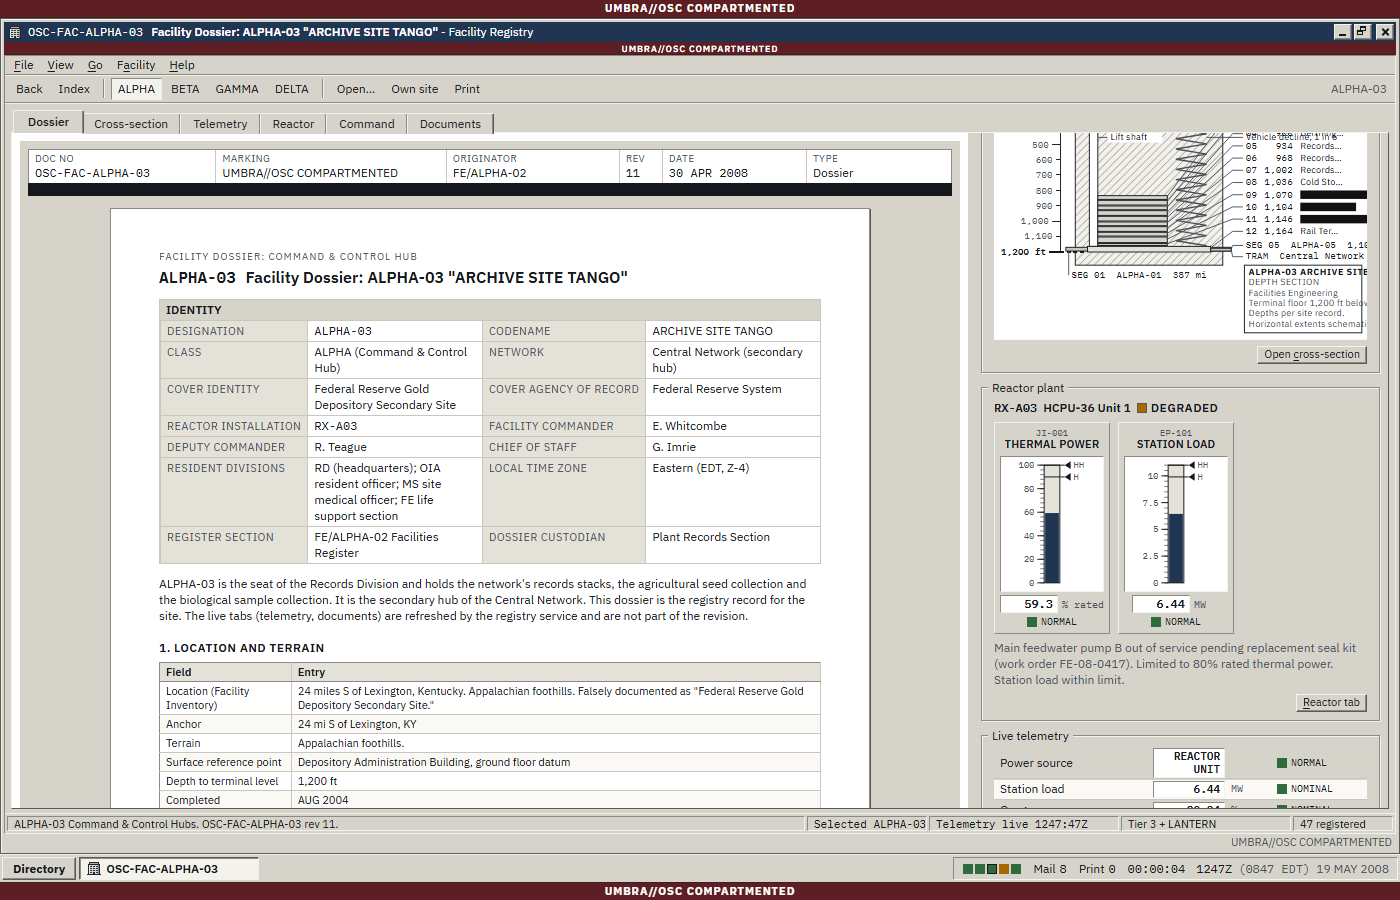 UMBRA//OSC COMPARTMENTED
OSC-FAC-ALPHA-03 Facility Dossier: ALPHA-03 "ARCHIVE SITE TANGO" - Facility Registry
UMBRA//OSC COMPARTMENTED
File View Go Facility Help
Back Index ALPHA BETA GAMMA DELTA Open... Own site Print ALPHA-03
Dossier Cross-section Telemetry Reactor Command Documents
DOC NO MARKING ORIGINATOR REV DATE TYPE
OSC-FAC-ALPHA-03 UMBRA//OSC COMPARTMENTED FE/ALPHA-02 11 30 APR 2008 Dossier
FACILITY DOSSIER: COMMAND & CONTROL HUB
ALPHA-03 Facility Dossier: ALPHA-03 "ARCHIVE SITE TANGO"
IDENTITY
DESIGNATION ALPHA-03 CODENAME ARCHIVE SITE TANGO
CLASS ALPHA (Command & Control Hub) NETWORK Central Network (secondary hub)
COVER IDENTITY Federal Reserve Gold Depository Secondary Site COVER AGENCY OF RECORD Federal Reserve System
REACTOR INSTALLATION RX-A03 FACILITY COMMANDER E. Whitcombe
DEPUTY COMMANDER R. Teague CHIEF OF STAFF G. Imrie
RESIDENT DIVISIONS RD (headquarters); OIA resident officer; MS site medical officer; FE life support section LOCAL TIME ZONE Eastern (EDT, Z-4)
REGISTER SECTION FE/ALPHA-02 Facilities Register DOSSIER CUSTODIAN Plant Records Section
ALPHA-03 is the seat of the Records Division and holds the network's records stacks, the agricultural seed collection and
the biological sample collection. It is the secondary hub of the Central Network. This dossier is the registry record for the
site. The live tabs (telemetry, documents) are refreshed by the registry service and are not part of the revision.
1. LOCATION AND TERRAIN
Field Entry
Location (Facility Inventory) 24 miles S of Lexington, Kentucky. Appalachian foothills. Falsely documented as "Federal Reserve Gold Depository Secondary Site."
Anchor 24 mi S of Lexington, KY
Terrain Appalachian foothills.
Surface reference point Depository Administration Building, ground floor datum
Depth to terminal level 1,200 ft
Completed AUG 2004
Lift shaft Vehicle decline, 1 in 6
500 05 934 Records...
600 06 968 Records...
700 07 1,002 Records...
800 08 1,036 Cold Sto...
900 09 1,070
10 1,104
1,000 11 1,146
1,100 12 1,164 Rail Ter...
1,200 ft SEG 05 ALPHA-05 1,10
TRAM Central Network
SEG 01 ALPHA-01 387 mi
ALPHA-03 ARCHIVE SITE
DEPTH SECTION
Facilities Engineering
Terminal floor 1,200 ft below
Depths per site record.
Horizontal extents schemati
Open cross-section
Reactor plant
RX-A03 HCPU-36 Unit 1 DEGRADED
JI-001 EP-101
THERMAL POWER STATION LOAD
100 80 60 40 20 0 HH H
10 7.5 5 2.5 0 HH H
59.3 % rated 6.44 MW
NORMAL NORMAL
Main feedwater pump B out of service pending replacement seal kit
(work order FE-08-0417). Limited to 80% rated thermal power.
Station load within limit.
Reactor tab
Live telemetry
Power source REACTOR UNIT NORMAL
Station load 6.44 MW NOMINAL
ALPHA-03 Command & Control Hubs. OSC-FAC-ALPHA-03 rev 11. Selected ALPHA-03 Telemetry live 1247:47Z Tier 3 + LANTERN 47 registered
UMBRA//OSC COMPARTMENTED
Directory OSC-FAC-ALPHA-03 Mail 8 Print 0 00:00:04 1247Z (0847 EDT) 19 MAY 2008
UMBRA//OSC COMPARTMENTED